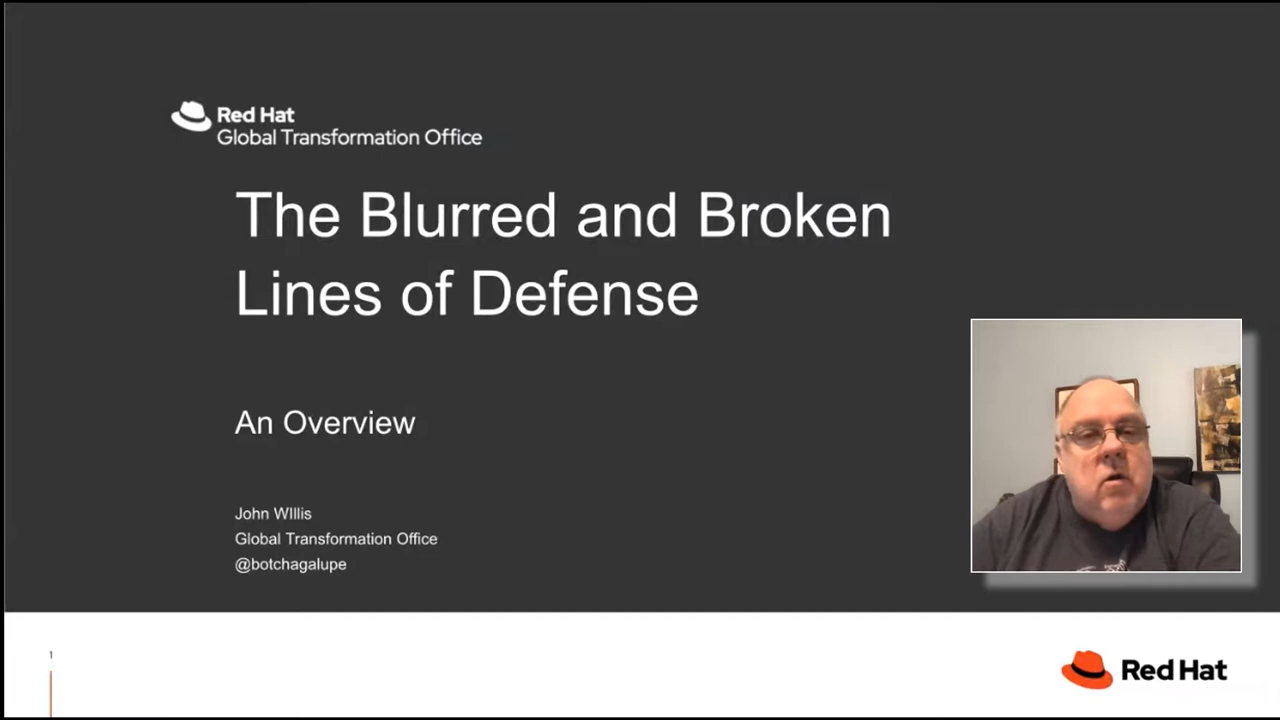 Red Hat
Global Transformation Office
The Blurred and Broken
Lines of Defense
An Overview
John WIllis
Global Transformation Office
@botchagalupe
1
Red Hat